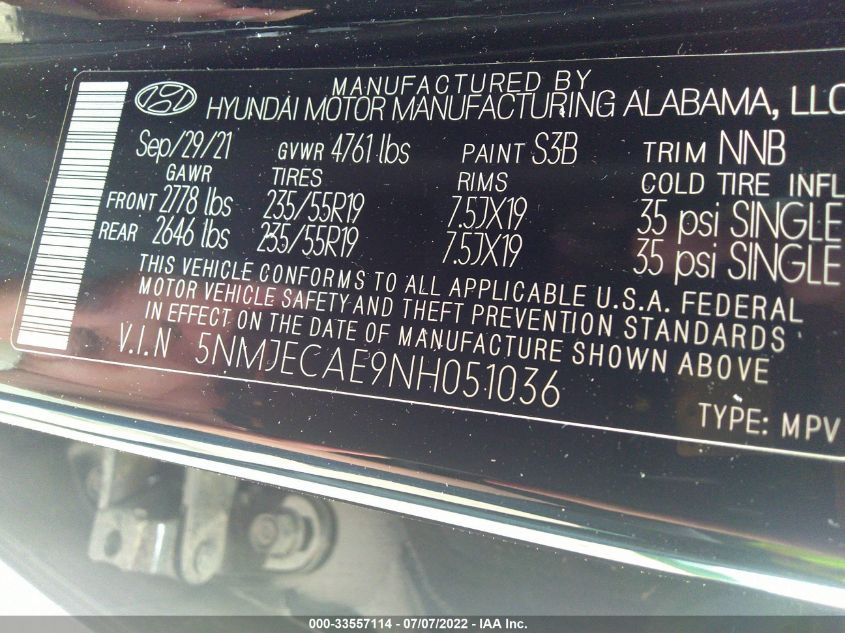 MANUFACTURED BY
HYUNDAI MOTOR MANUFACTURING ALABAMA, LLC
Sep/29/21 GVWR 4761 lbs PAINT S3B TRIM NNB
GAWR TIRES RIMS COLD TIRE INFL
FRONT 2778 lbs 235/55R19 7.5JX19 35 psi SINGLE
REAR 2646 lbs 235/55R19 7.5JX19 35 psi SINGLE
THIS VEHICLE CONFORMS TO ALL APPLICABLE U.S.A. FEDERAL
MOTOR VEHICLE SAFETY AND THEFT PREVENTION STANDARDS
IN EFFECT ON THE DATE OF MANUFACTURE SHOWN ABOVE
V.I.N 5NMJECAE9NH051036
TYPE: MPV
000-33557114 - 07/07/2022 - IAA Inc.